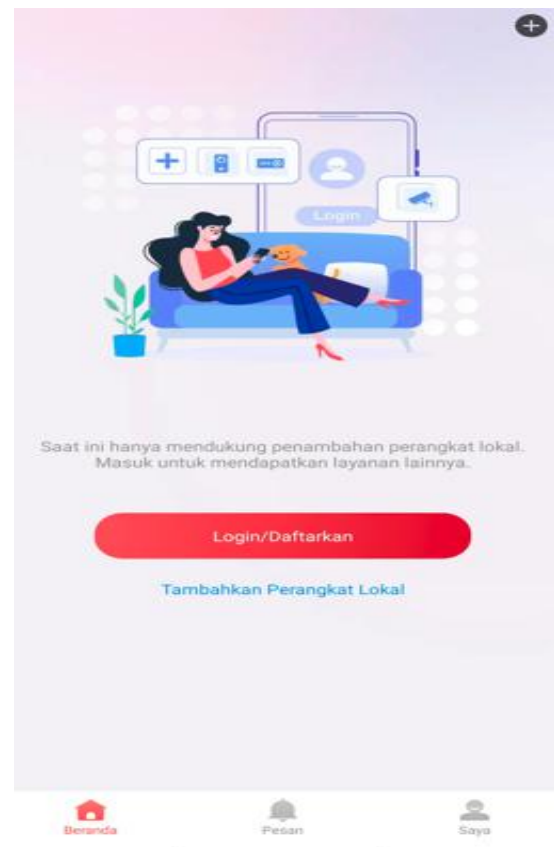 Login
Saat ini hanya mendukung penambahan perangkat lokal.
Masuk untuk mendapatkan layanan lainnya.
Login/Daftarkan
Tambahkan Perangkat Lokal
Beranda
Pesan
Saya